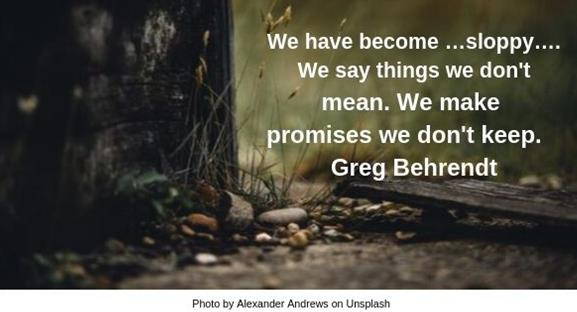 We have become ...sloppy....
We say things we don't
mean. We make
promises we don't keep.
Greg Behrendt
Photo by Alexander Andrews on Unsplash